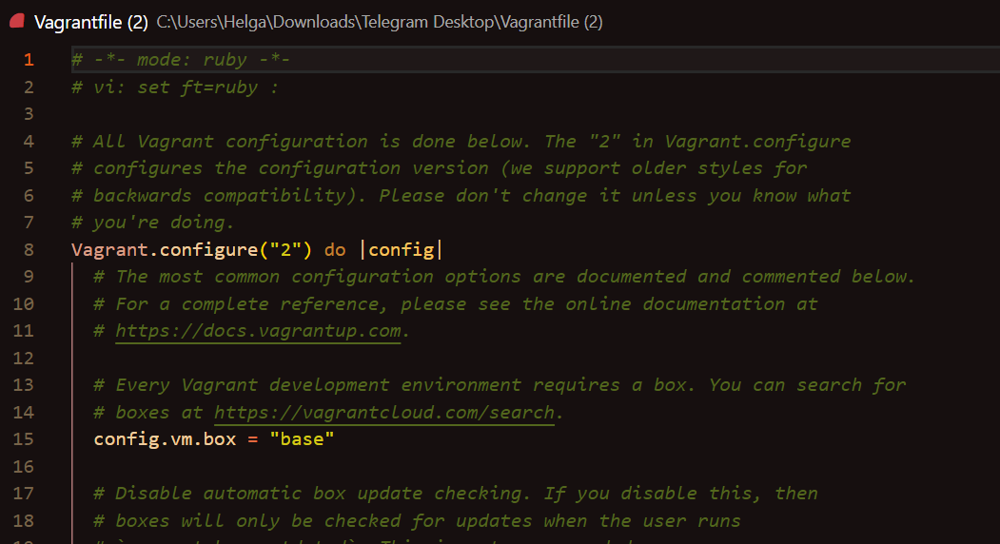 Vagrantfile (2) C:\Users\Helga\Downloads\Telegram Desktop\Vagrantfile (2)
1 # -*- mode: ruby -*-
2 # vi: set ft=ruby :
3
4 # All Vagrant configuration is done below. The "2" in Vagrant.configure
5 # configures the configuration version (we support older styles for
6 # backwards compatibility). Please don't change it unless you know what
7 # you're doing.
8 Vagrant.configure("2") do |config|
9 # The most common configuration options are documented and commented below.
10 # For a complete reference, please see the online documentation at
11 # https://docs.vagrantup.com.
12
13 # Every Vagrant development environment requires a box. You can search for
14 # boxes at https://vagrantcloud.com/search.
15 config.vm.box = "base"
16
17 # Disable automatic box update checking. If you disable this, then
18 # boxes will only be checked for updates when the user runs